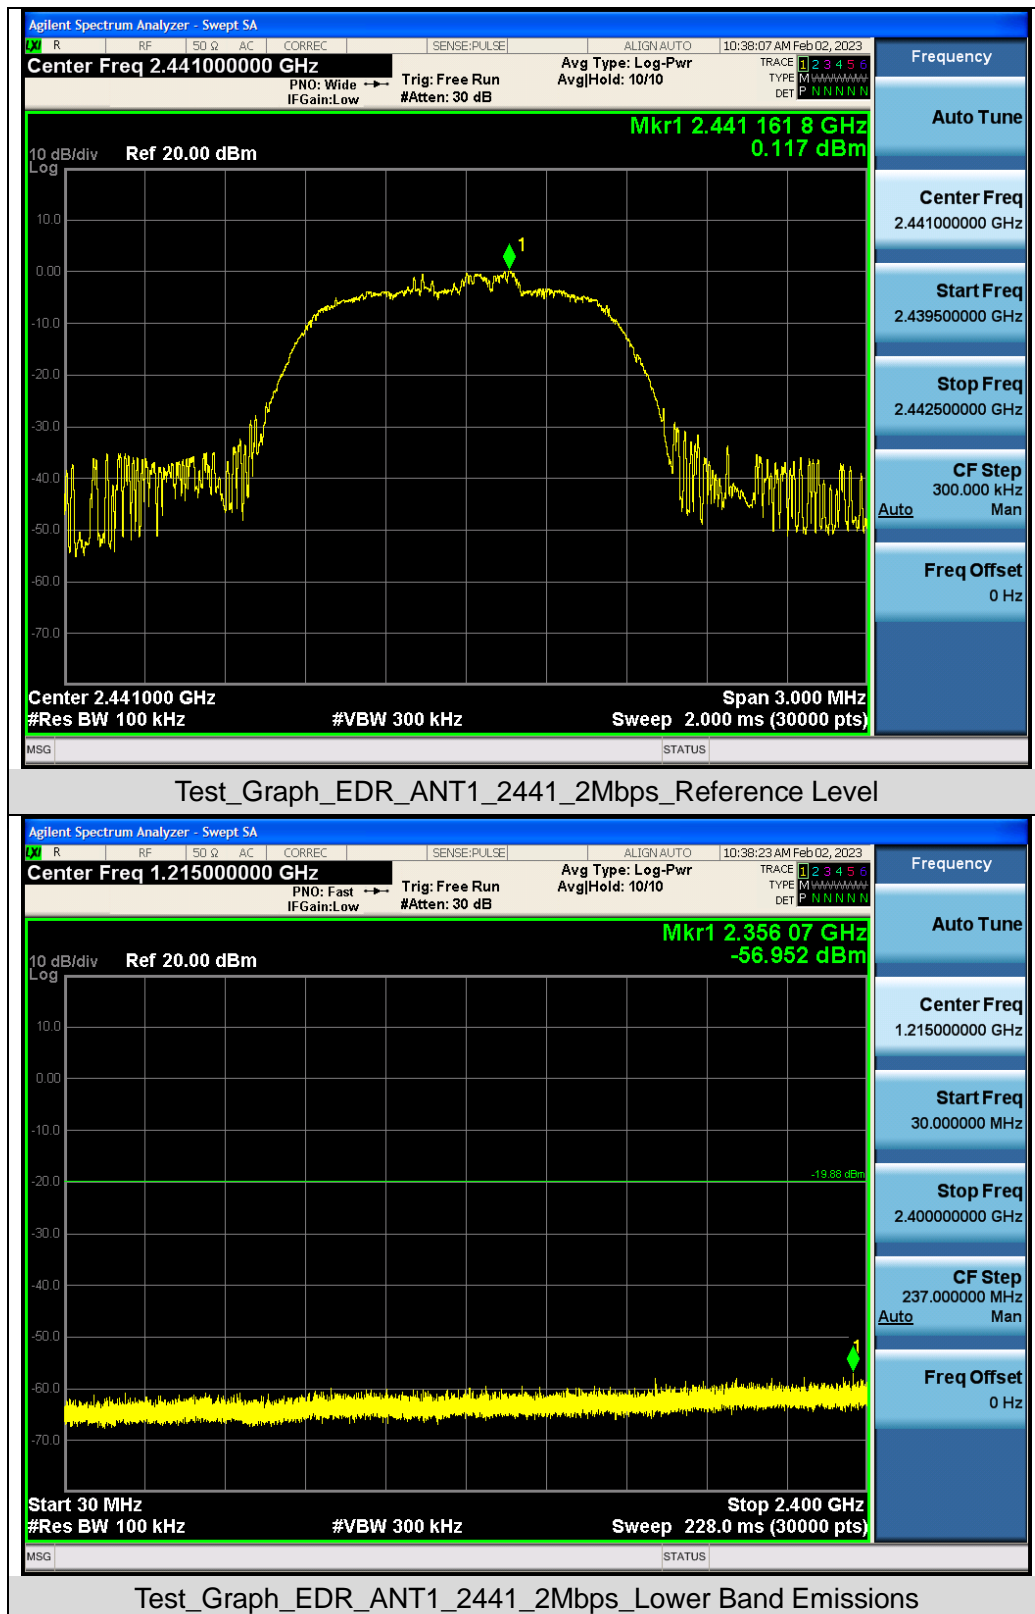 Agilent Spectrum Analyzer - Swept SA
LXI R RF 50 Ω AC CORREC SENSE:PULSE ALIGN AUTO 10:38:07 AM Feb 02, 2023
Center Freq 2.441000000 GHz
PNO: Wide
IFGain:Low
Trig: Free Run
#Atten: 30 dB
Avg Type: Log-Pwr
Avg|Hold: 10/10
TRACE 1 2 3 4 5 6
TYPE M W W W W W
DET P N N N N N
Mkr1 2.441 161 8 GHz
0.117 dBm
10 dB/div Ref 20.00 dBm
Log
10.0
0.00
-10.0
-20.0
-30.0
-40.0
-50.0
-60.0
-70.0
1
Center 2.441000 GHz Span 3.000 MHz
#Res BW 100 kHz #VBW 300 kHz Sweep 2.000 ms (30000 pts)
MSG STATUS
Frequency
Auto Tune
Center Freq
2.441000000 GHz
Start Freq
2.439500000 GHz
Stop Freq
2.442500000 GHz
CF Step
300.000 kHz
Auto Man
Freq Offset
0 Hz
Test_Graph_EDR_ANT1_2441_2Mbps_Reference Level
Agilent Spectrum Analyzer - Swept SA
LXI R RF 50 Ω AC CORREC SENSE:PULSE ALIGN AUTO 10:38:23 AM Feb 02, 2023
Center Freq 1.215000000 GHz
PNO: Fast
IFGain:Low
Trig: Free Run
#Atten: 30 dB
Avg Type: Log-Pwr
Avg|Hold: 10/10
TRACE 1 2 3 4 5 6
TYPE M W W W W W
DET P N N N N N
Mkr1 2.356 07 GHz
-56.952 dBm
10 dB/div Ref 20.00 dBm
Log
10.0
0.00
-10.0
-20.0
-30.0
-40.0
-50.0
-60.0
-70.0
-19.88 dBm
1
Start 30 MHz Stop 2.400 GHz
#Res BW 100 kHz #VBW 300 kHz Sweep 228.0 ms (30000 pts)
MSG STATUS
Frequency
Auto Tune
Center Freq
1.215000000 GHz
Start Freq
30.000000 MHz
Stop Freq
2.400000000 GHz
CF Step
237.000000 MHz
Auto Man
Freq Offset
0 Hz
Test_Graph_EDR_ANT1_2441_2Mbps_Lower Band Emissions